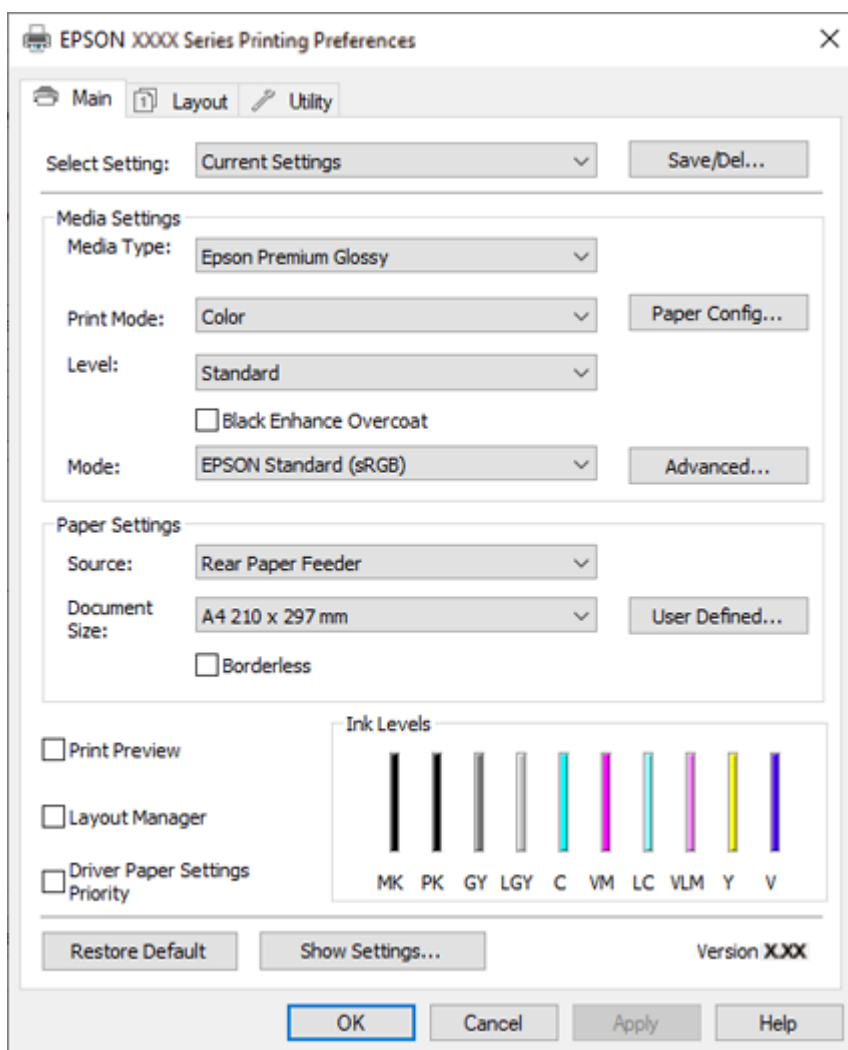 EPSON XXXX Series Printing Preferences
Main
Layout
Utility
Select Setting: Current Settings Save/Del...
Media Settings
Media Type: Epson Premium Glossy
Print Mode: Color Paper Config...
Level: Standard
Black Enhance Overcoat
Mode: EPSON Standard (sRGB) Advanced...
Paper Settings
Source: Rear Paper Feeder
Document
Size: A4 210 x 297 mm User Defined...
Borderless
Print Preview
Layout Manager
Driver Paper Settings
Priority
Ink Levels
MK PK GY LGY C VM LC VLM Y V
Restore Default Show Settings... Version X.XX
OK Cancel Apply Help